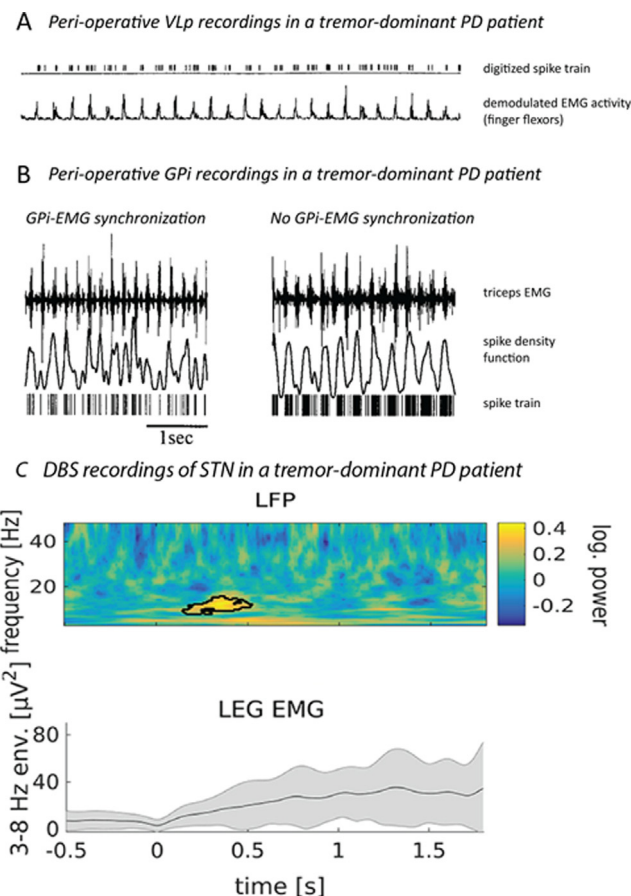 A Peri-operative VLp recordings in a tremor-dominant PD patient
digitized spike train
demodulated EMG activity
(finger flexors)
B Peri-operative GPi recordings in a tremor-dominant PD patient
GPi-EMG synchronization
No GPi-EMG synchronization
triceps EMG
spike density
function
spike train
1sec
C DBS recordings of STN in a tremor-dominant PD patient
LFP
frequency [Hz]
40
20
0.4
0.2
0
-0.2
log. power
LEG EMG
3-8 Hz env. [µV²]
80
40
0
-0.5 0 0.5 1 1.5
time [s]